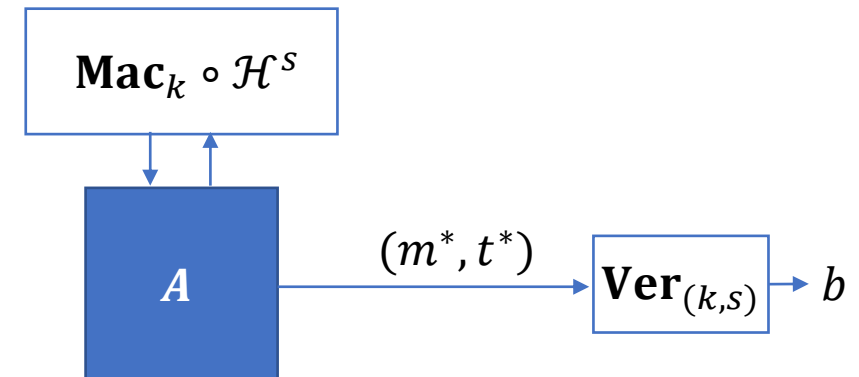 Mac_k ∘ ℋ^s
A
(m*, t*)
Ver_(k,s)
b